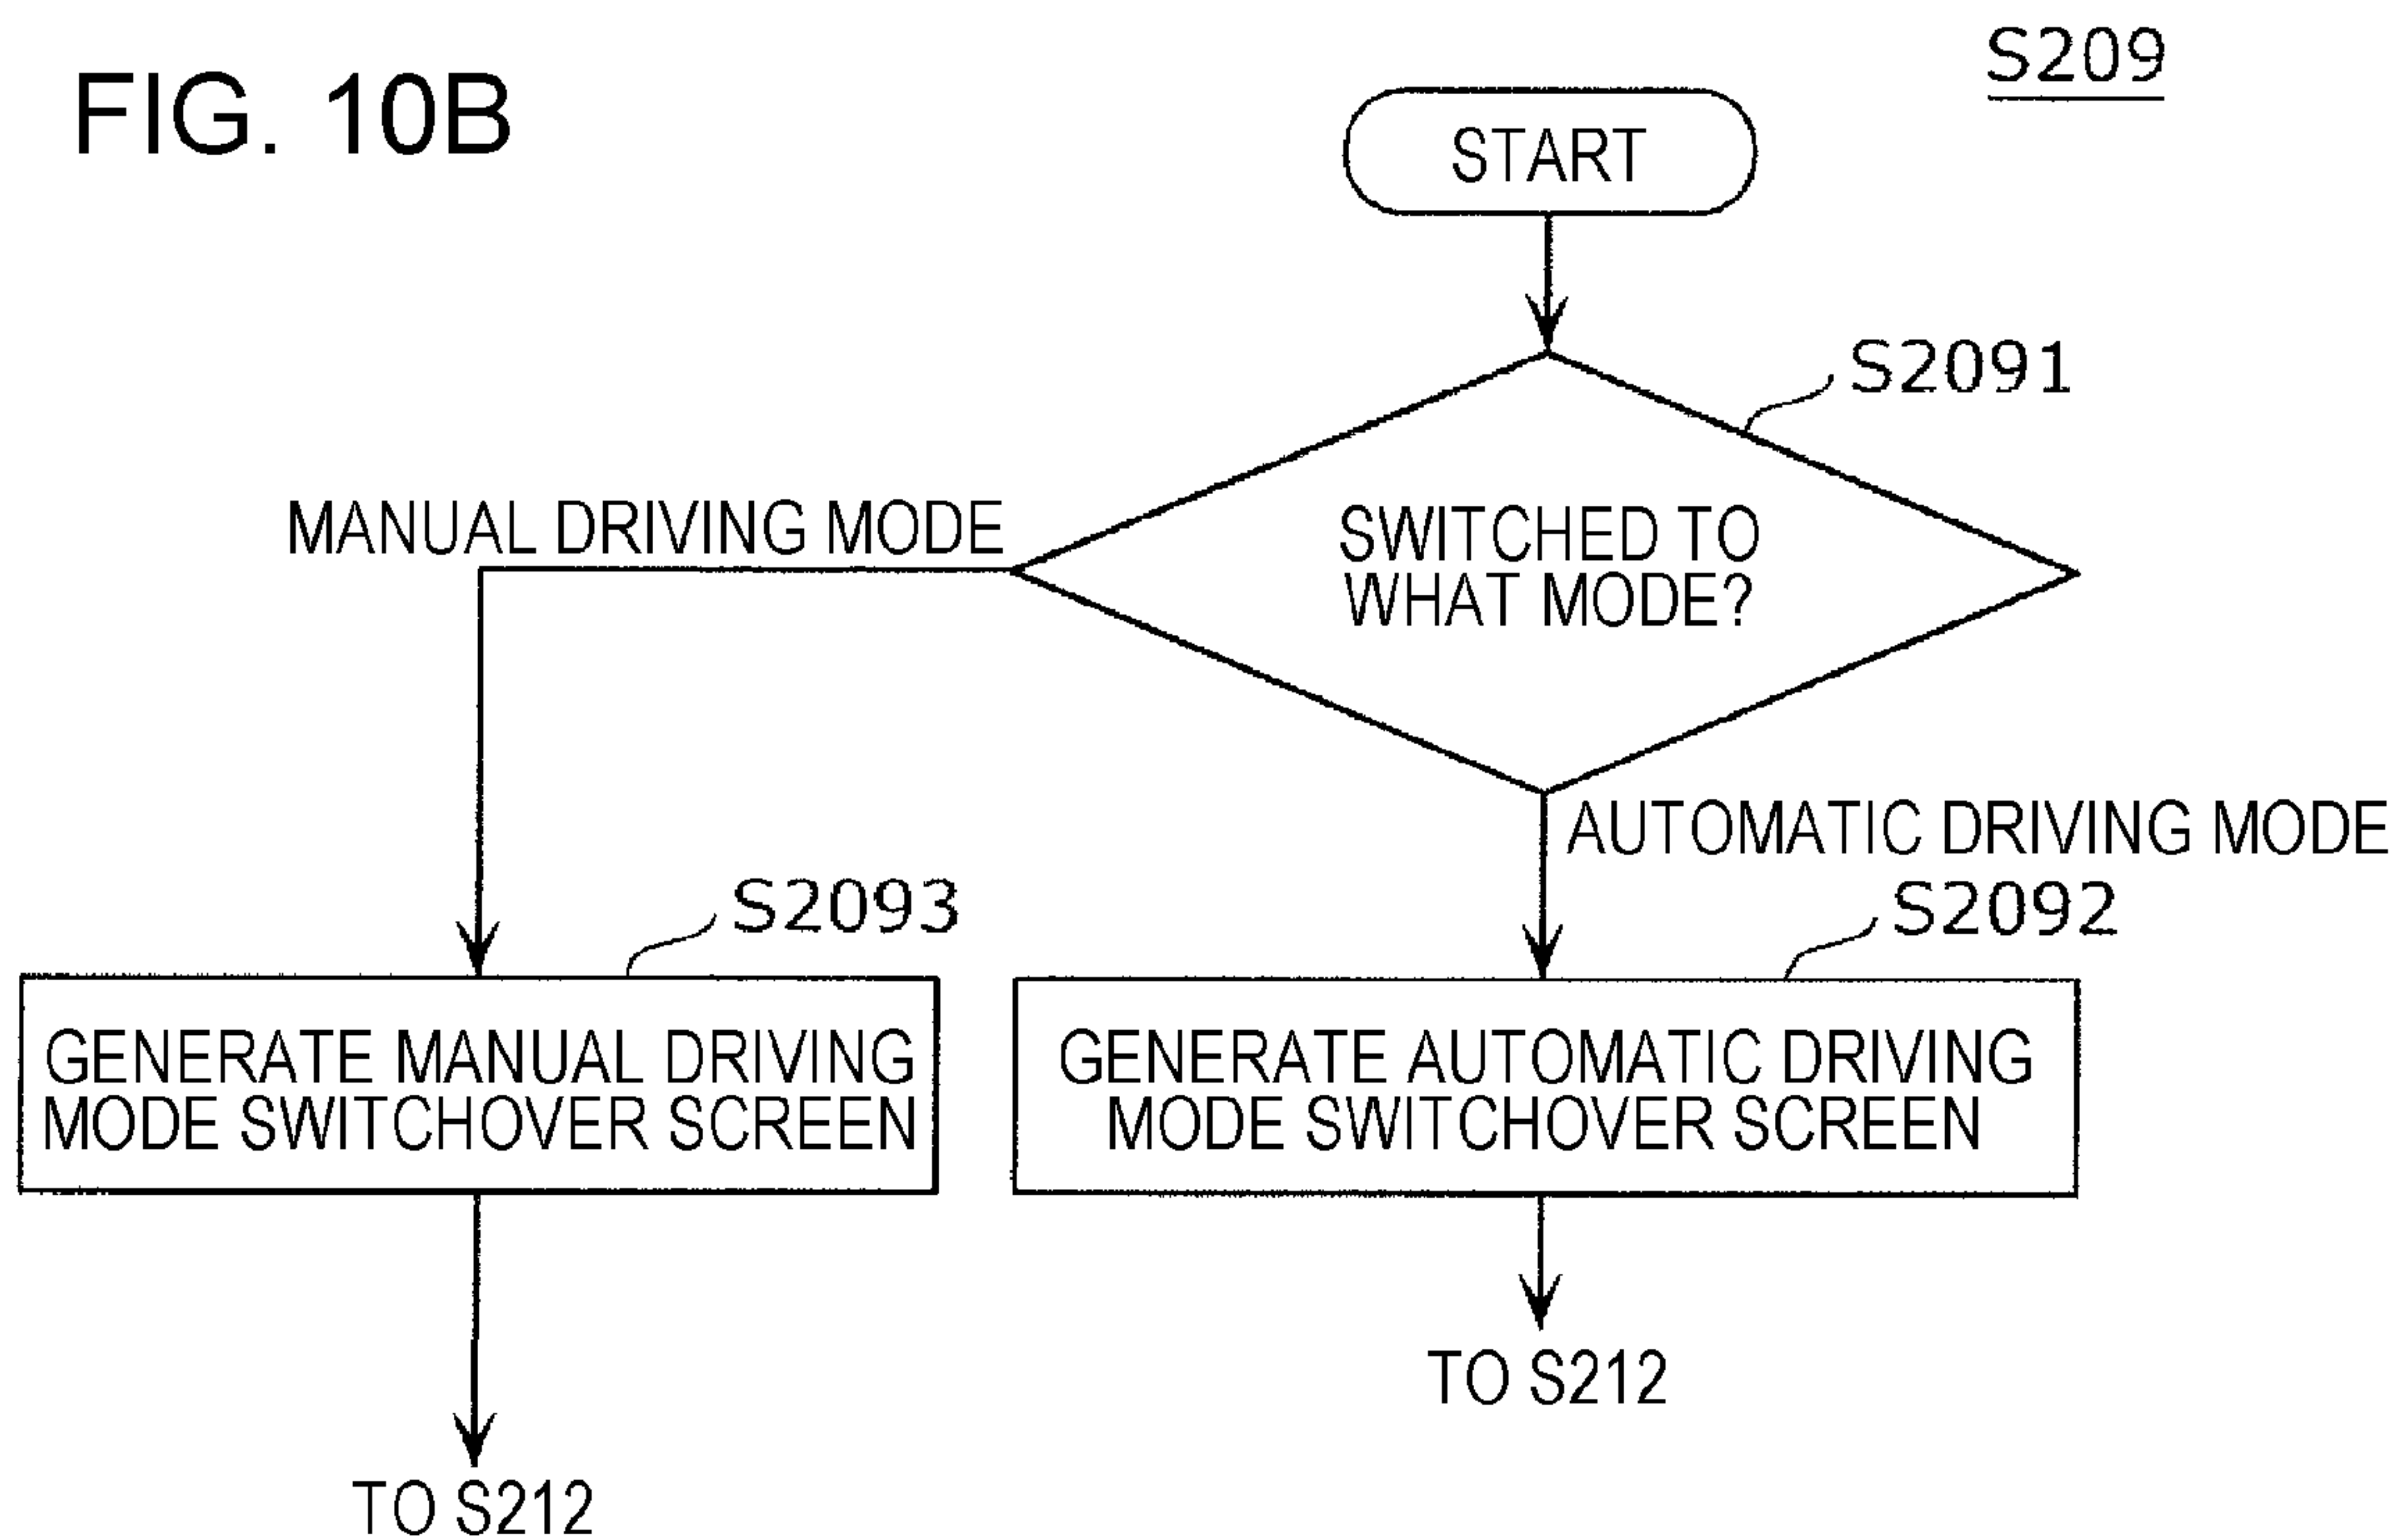 FIG. 10B
S209
START
S2091
SWITCHED TO
WHAT MODE?
MANUAL DRIVING MODE
AUTOMATIC DRIVING MODE
S2093
S2092
GENERATE MANUAL DRIVING
MODE SWITCHOVER SCREEN
GENERATE AUTOMATIC DRIVING
MODE SWITCHOVER SCREEN
TO S212
TO S212